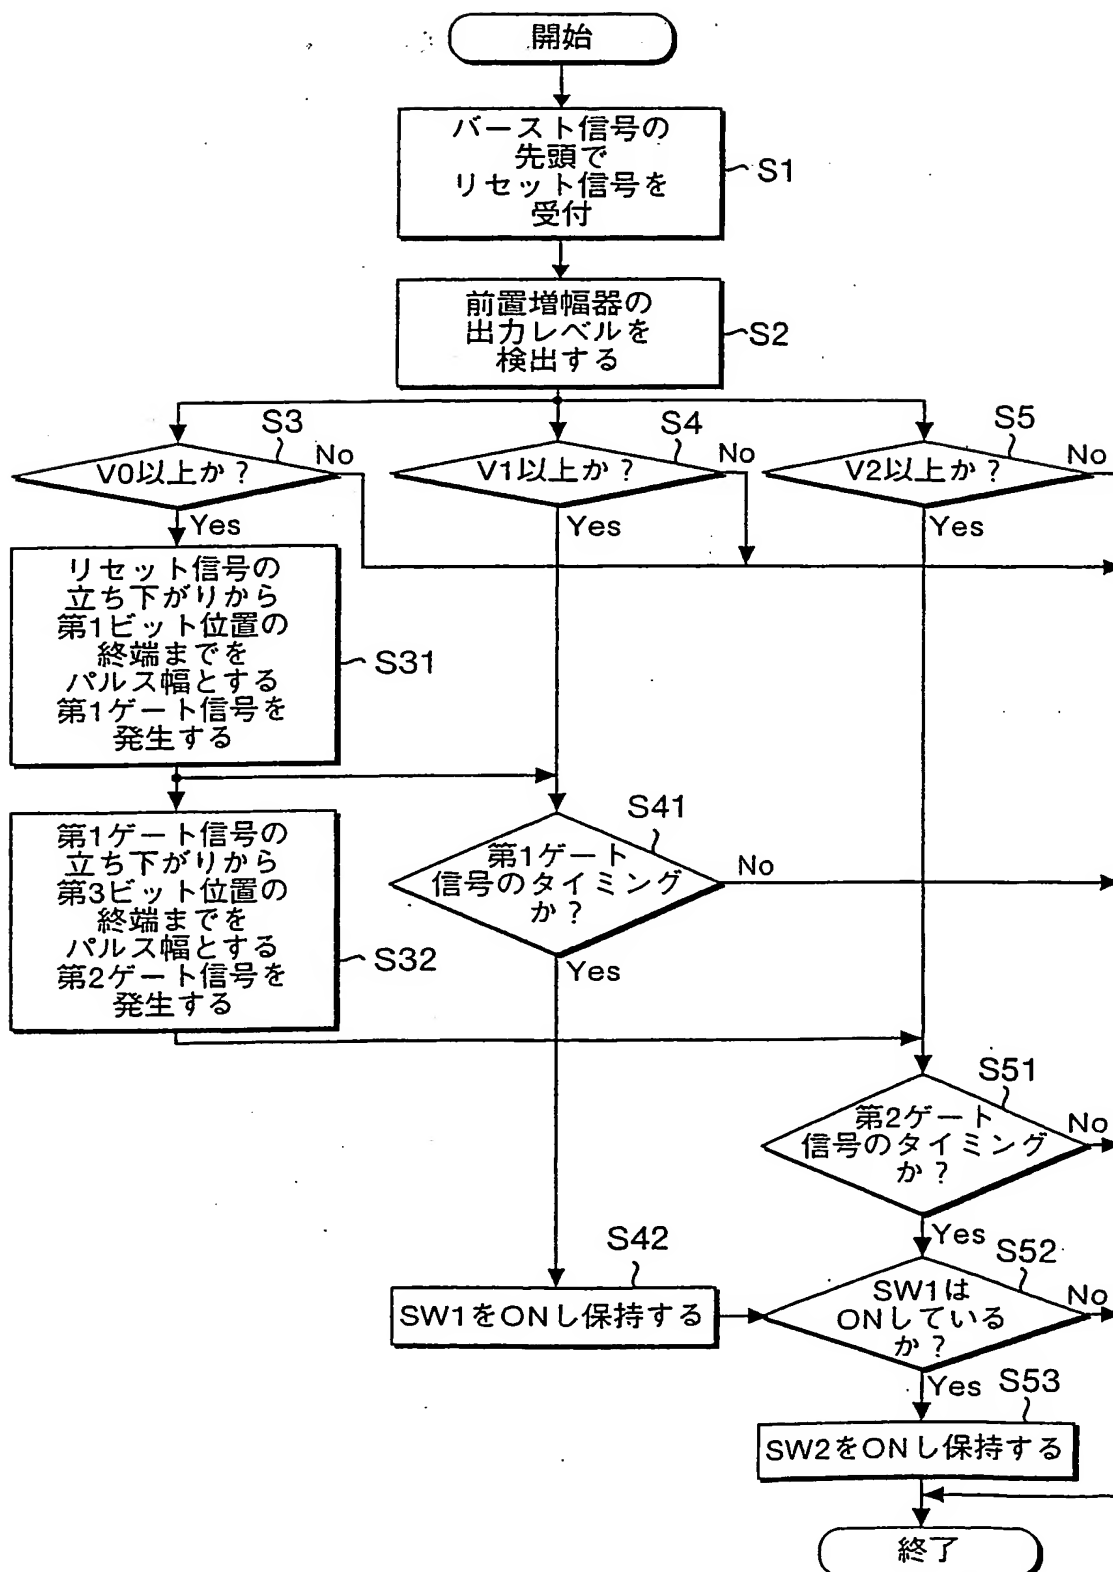 開始
バースト信号の
先頭で
リセット信号を
受付
S1
前置増幅器の
出力レベルを
検出する
S2
S3
V0以上か？
No
Yes
S4
V1以上か？
No
Yes
S5
V2以上か？
No
Yes
リセット信号の
立ち下がりから
第1ビット位置の
終端までを
パルス幅とする
第1ゲート信号を
発生する
S31
第1ゲート信号の
立ち下がりから
第3ビット位置の
終端までを
パルス幅とする
第2ゲート信号を
発生する
S32
S41
第1ゲート
信号のタイミング
か？
No
Yes
S51
第2ゲート
信号のタイミング
か？
No
Yes
S42
SW1をONし保持する
S52
SW1は
ONしている
か？
No
Yes
S53
SW2をONし保持する
終了